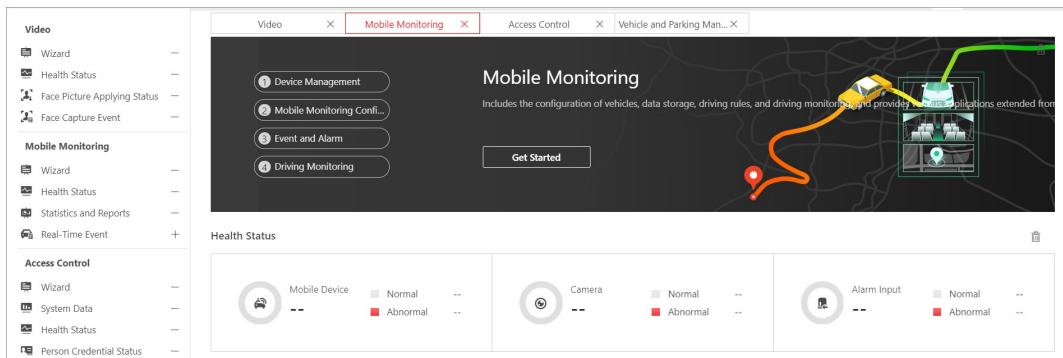 Video
Wizard
Health Status
Face Picture Applying Status
Face Capture Event
Mobile Monitoring
Wizard
Health Status
Statistics and Reports
Real-Time Event
Access Control
Wizard
System Data
Health Status
Person Credential Status
Video
Mobile Monitoring
Access Control
Vehicle and Parking Man...
1 Device Management
2 Mobile Monitoring Confi...
3 Event and Alarm
4 Driving Monitoring
Mobile Monitoring
Includes the configuration of vehicles, data storage, driving rules, and driving monitoring, and provides applications extended from
Get Started
Health Status
Mobile Device
--
Normal --
Abnormal --
Camera
--
Normal --
Abnormal --
Alarm Input
--
Normal --
Abnormal --